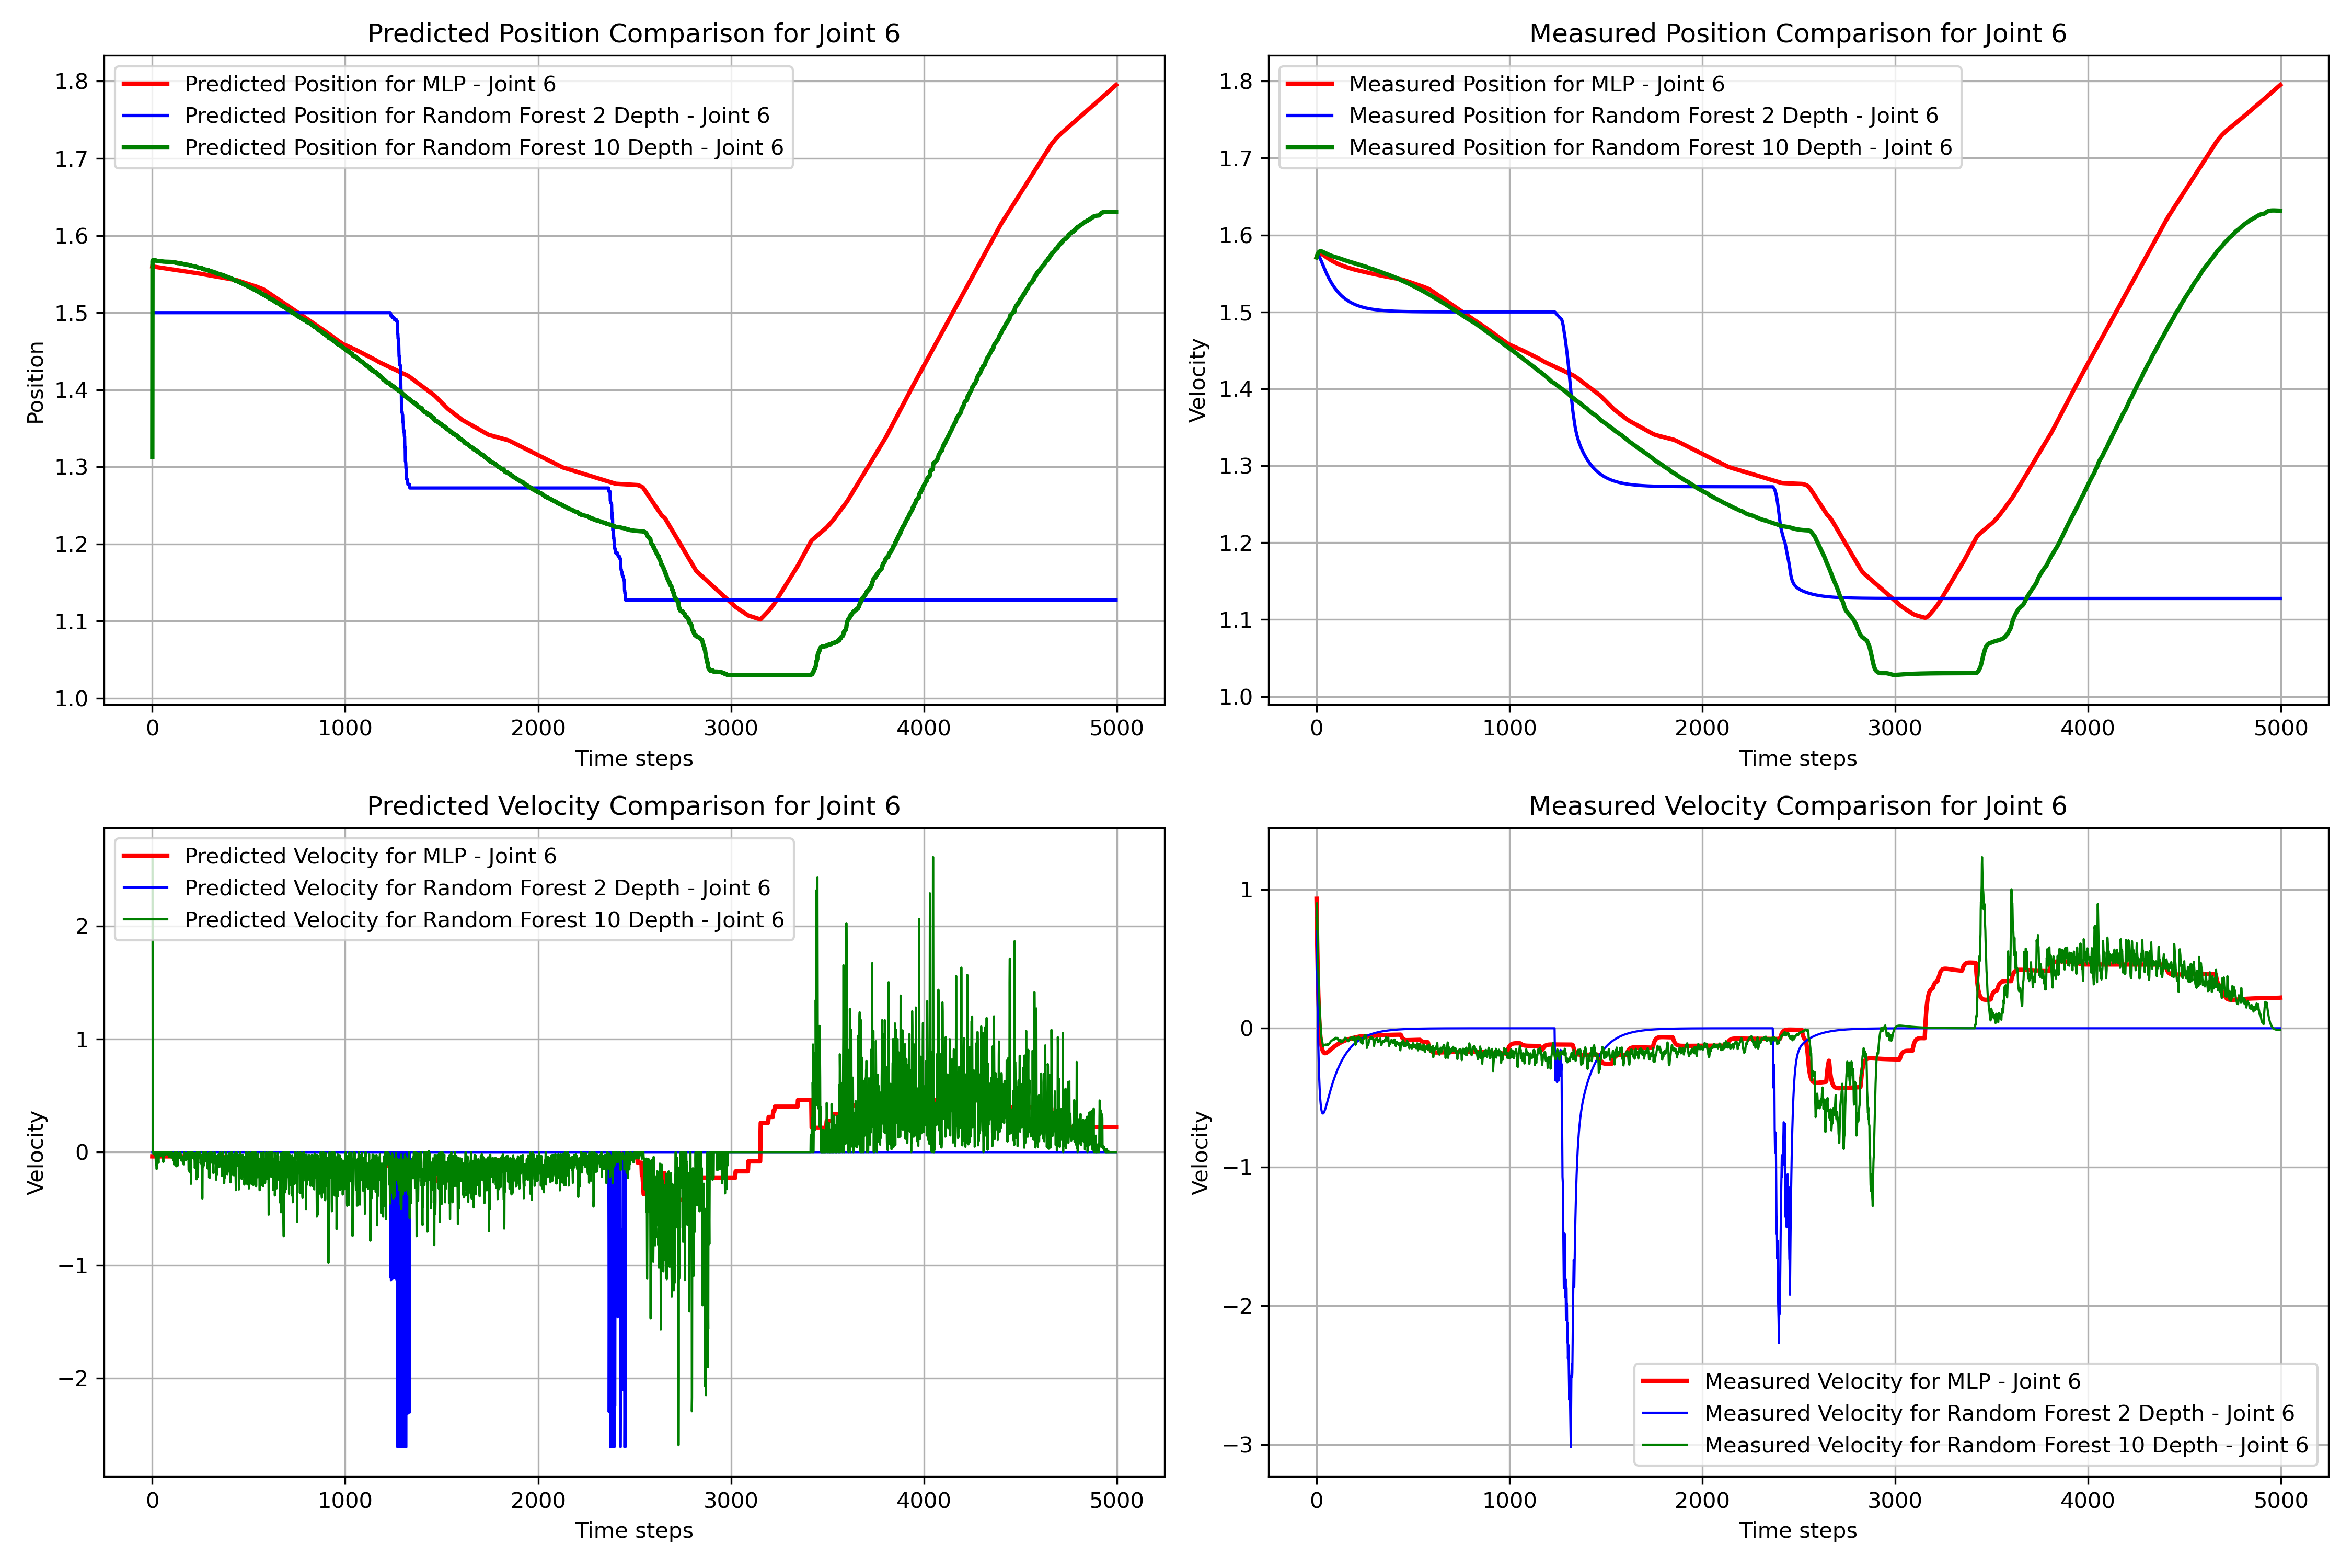 Predicted Position Comparison for Joint 6
Predicted Position for MLP - Joint 6
Predicted Position for Random Forest 2 Depth - Joint 6
Predicted Position for Random Forest 10 Depth - Joint 6
1.8
1.7
1.6
1.5
1.4
1.3
1.2
1.1
1.0
Position
0 1000 2000 3000 4000 5000
Time steps
Measured Position Comparison for Joint 6
Measured Position for MLP - Joint 6
Measured Position for Random Forest 2 Depth - Joint 6
Measured Position for Random Forest 10 Depth - Joint 6
1.8
1.7
1.6
1.5
1.4
1.3
1.2
1.1
1.0
Velocity
0 1000 2000 3000 4000 5000
Time steps
Predicted Velocity Comparison for Joint 6
Predicted Velocity for MLP - Joint 6
Predicted Velocity for Random Forest 2 Depth - Joint 6
Predicted Velocity for Random Forest 10 Depth - Joint 6
2
1
0
−1
−2
Velocity
0 1000 2000 3000 4000 5000
Time steps
Measured Velocity Comparison for Joint 6
1
0
−1
−2
−3
Velocity
Measured Velocity for MLP - Joint 6
Measured Velocity for Random Forest 2 Depth - Joint 6
Measured Velocity for Random Forest 10 Depth - Joint 6
0 1000 2000 3000 4000 5000
Time steps